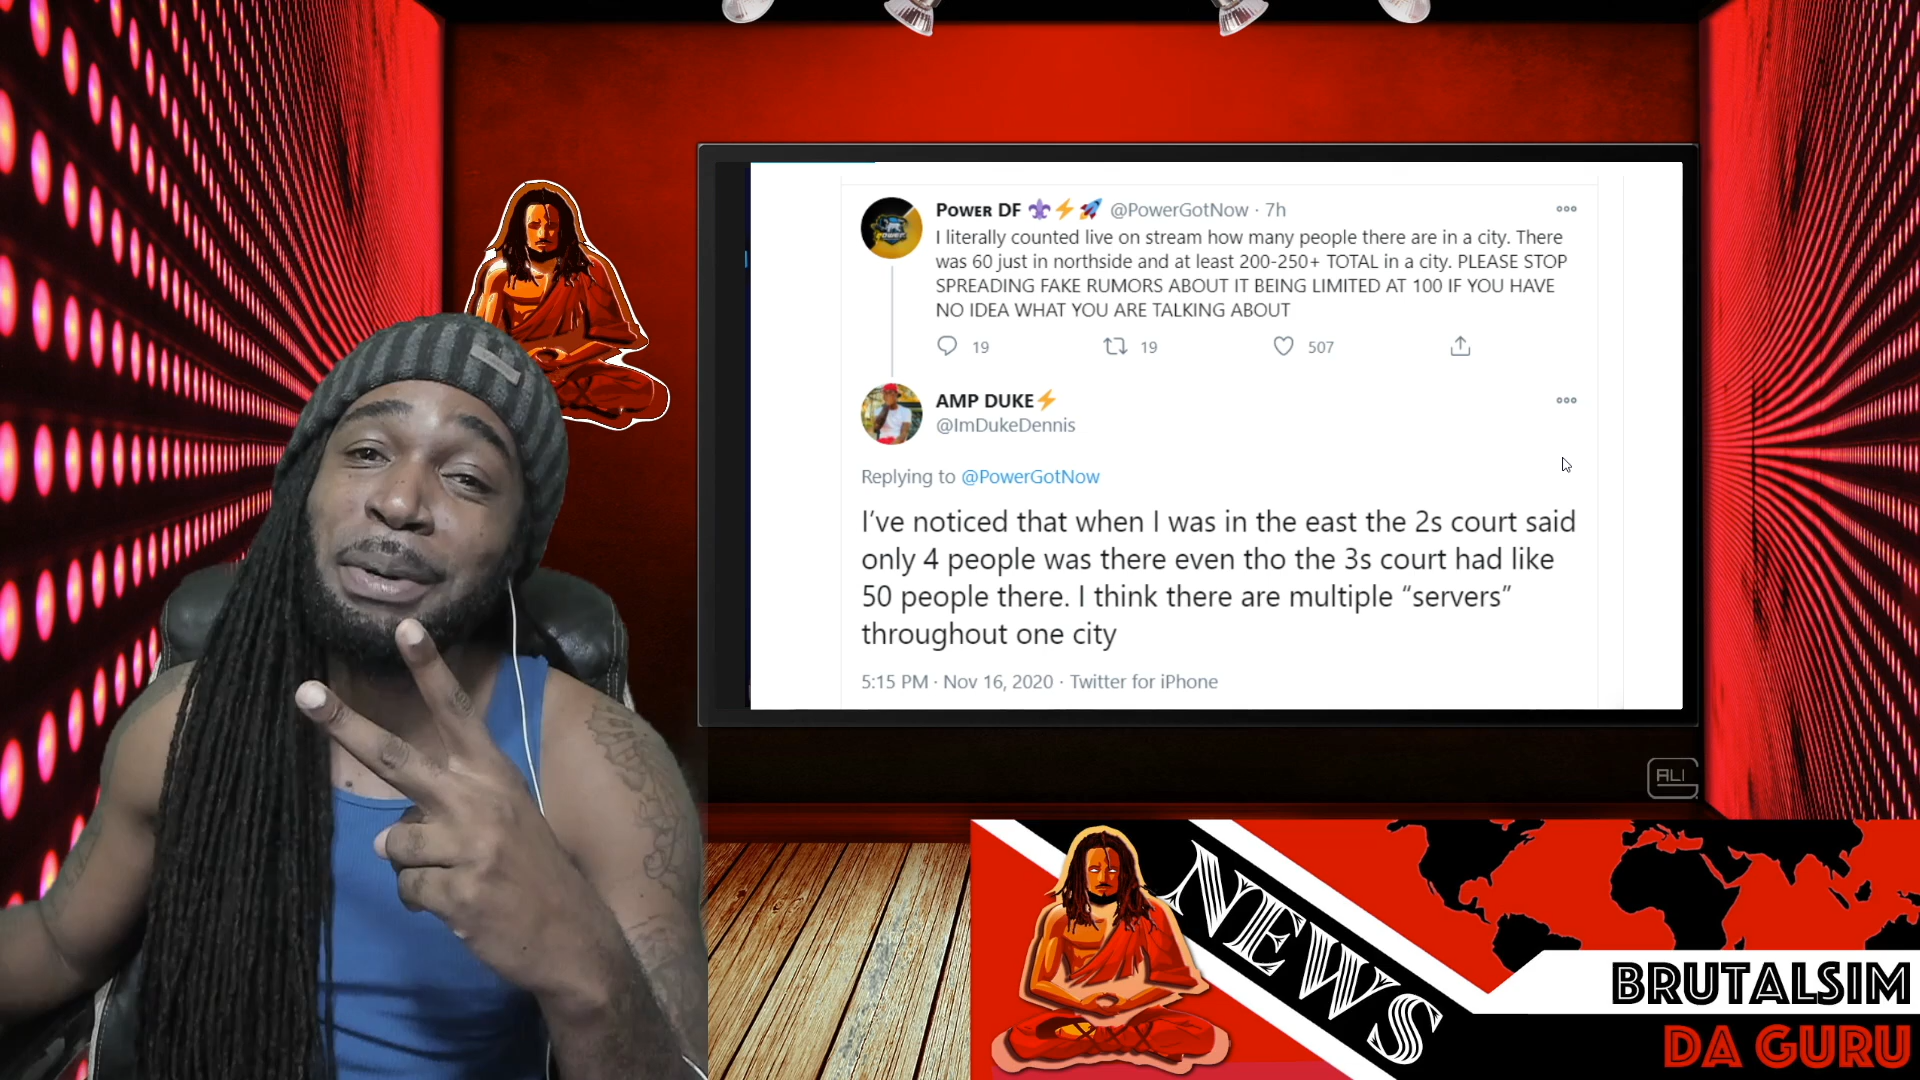 Power DF @PowerGotNow · 7h
I literally counted live on stream how many people there are in a city. There
was 60 just in northside and at least 200-250+ TOTAL in a city. PLEASE STOP
SPREADING FAKE RUMORS ABOUT IT BEING LIMITED AT 100 IF YOU HAVE
NO IDEA WHAT YOU ARE TALKING ABOUT
19 19 507
AMP DUKE
@ImDukeDennis
Replying to @PowerGotNow
I’ve noticed that when I was in the east the 2s court said
only 4 people was there even tho the 3s court had like
50 people there. I think there are multiple “servers”
throughout one city
5:15 PM · Nov 16, 2020 · Twitter for iPhone
ALI
NEWS
BRUTALSIM
DA GURU